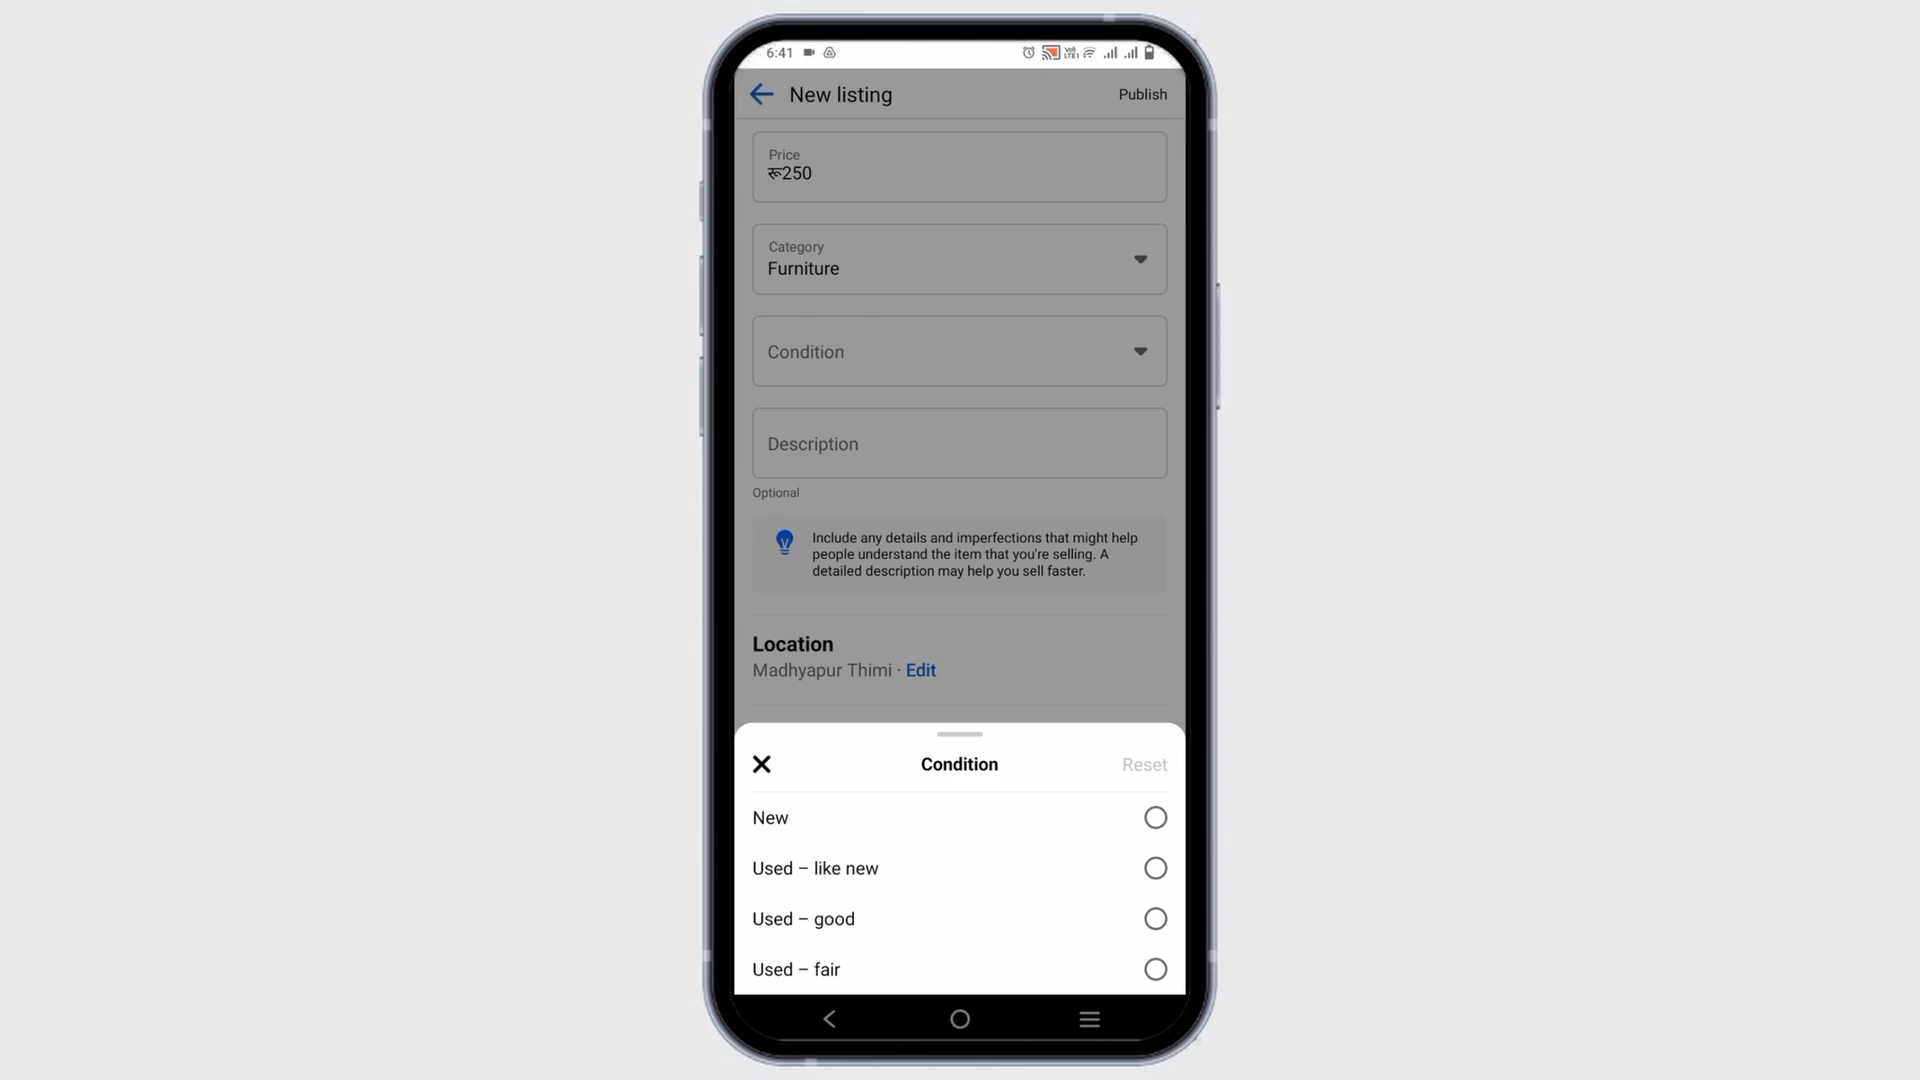 6:41
New listing
Publish
Price
रू250
Category
Furniture
Condition
Description
Optional
Include any details and imperfections that might help
people understand the item that you're selling. A
detailed description may help you sell faster.
Location
Madhyapur Thimi · Edit
Condition
Reset
New
Used – like new
Used – good
Used – fair